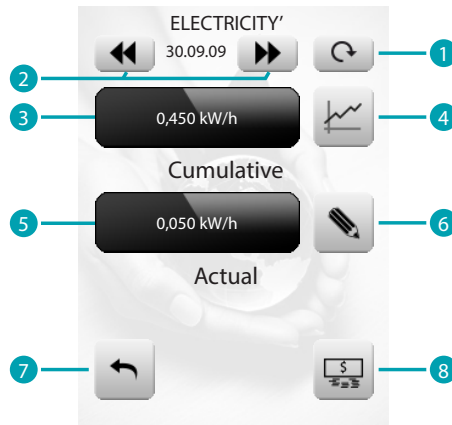 ELECTRICITY’
30.09.09
1
2
3
0,450 kW/h
4
Cumulative
5
0,050 kW/h
6
Actual
7
$
8